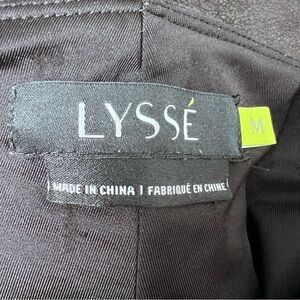 LYSSÉ
M
MADE IN CHINA | FABRIQUÉ EN CHINE